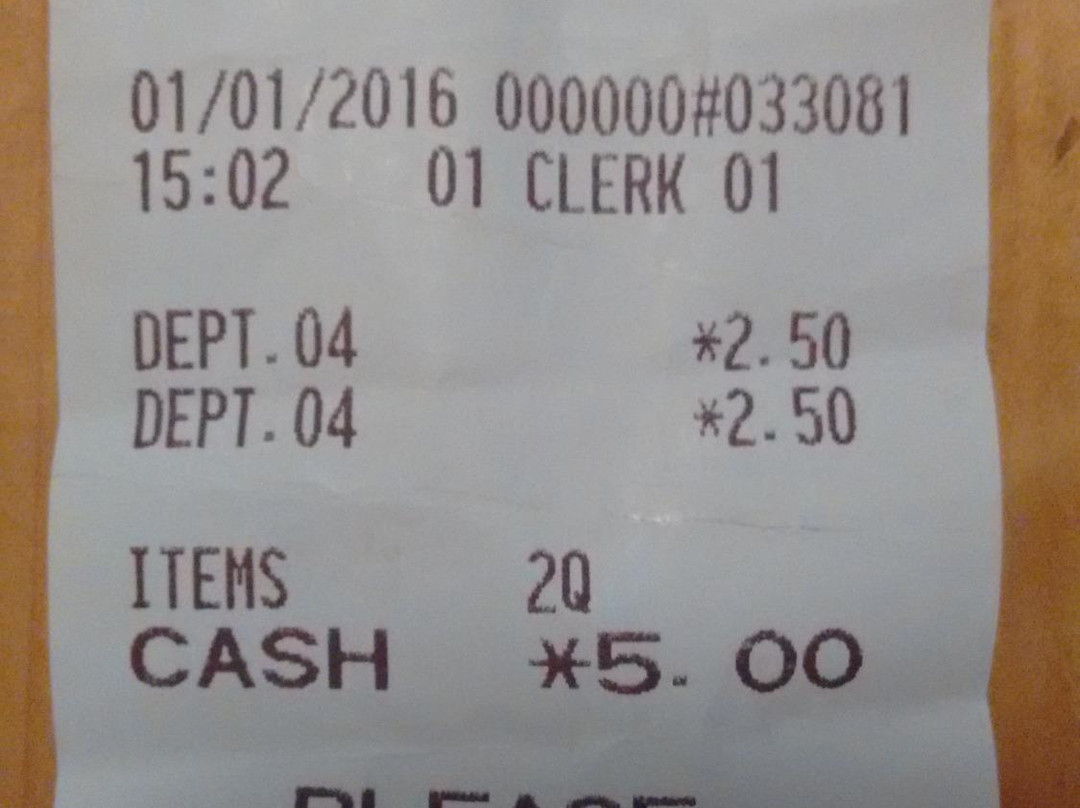 01/01/2016 000000#033081
15:02 01 CLERK 01
DEPT.04 *2.50
DEPT.04 *2.50
ITEMS 2Q
CASH *5.00
PLEASE